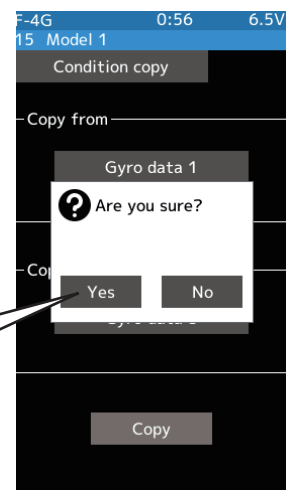 F-4G 0:56 6.5V
15 Model 1
Condition copy
Copy from
Gyro data 1
Are you sure?
Yes No
Copy